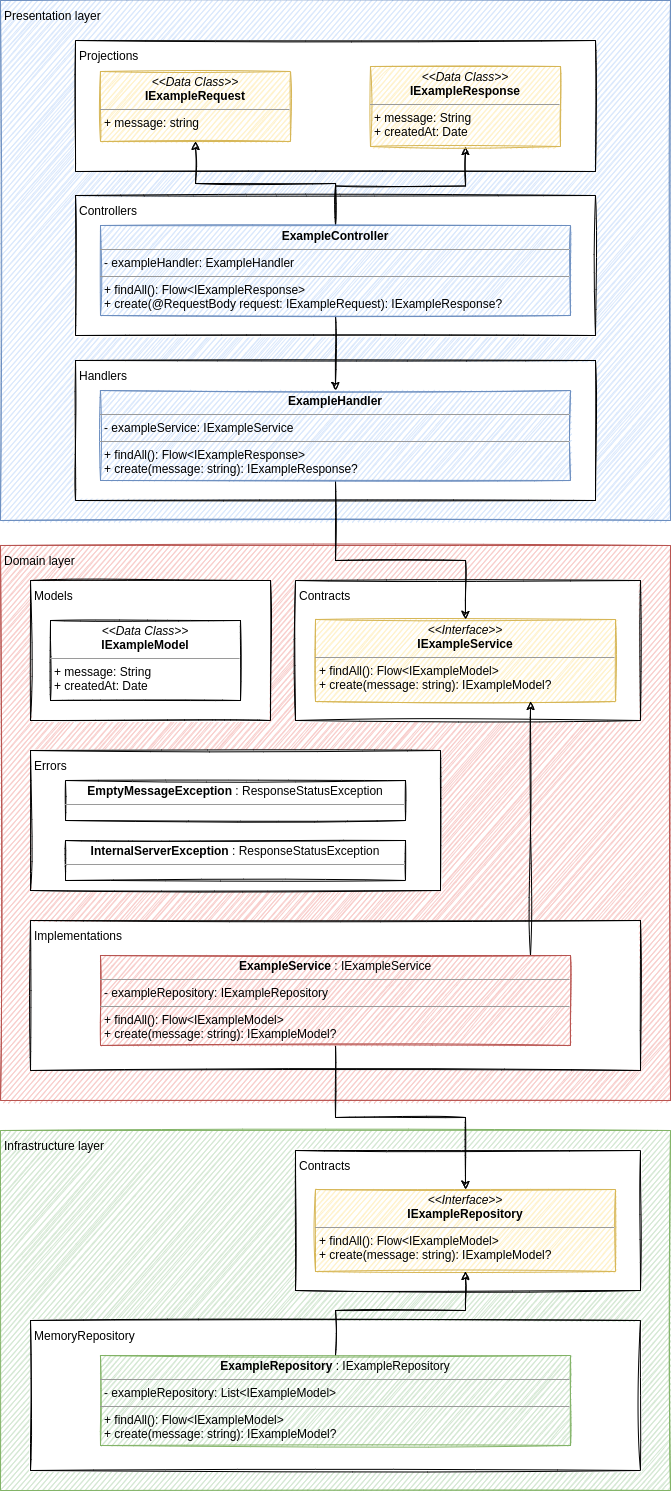 Presentation layer
Projections
<<Data Class>>
IExampleRequest
+ message: string
<<Data Class>>
IExampleResponse
+ message: String
+ createdAt: Date
Controllers
ExampleController
- exampleHandler: ExampleHandler
+ findAll(): Flow<IExampleResponse>
+ create(@RequestBody request: IExampleRequest): IExampleResponse?
Handlers
ExampleHandler
- exampleService: IExampleService
+ findAll(): Flow<IExampleResponse>
+ create(message: string): IExampleResponse?
Domain layer
Models
<<Data Class>>
IExampleModel
+ message: String
+ createdAt: Date
Contracts
<<Interface>>
IExampleService
+ findAll(): Flow<IExampleModel>
+ create(message: string): IExampleModel?
Errors
EmptyMessageException : ResponseStatusException
InternalServerException : ResponseStatusException
Implementations
ExampleService : IExampleService
- exampleRepository: IExampleRepository
+ findAll(): Flow<IExampleModel>
+ create(message: string): IExampleModel?
Infrastructure layer
Contracts
<<Interface>>
IExampleRepository
+ findAll(): Flow<IExampleModel>
+ create(message: string): IExampleModel?
MemoryRepository
ExampleRepository : IExampleRepository
- exampleRepository: List<IExampleModel>
+ findAll(): Flow<IExampleModel>
+ create(message: string): IExampleModel?